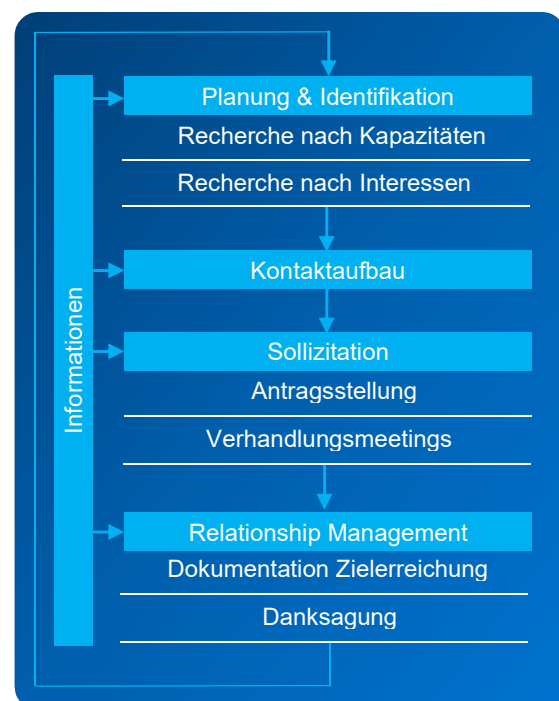 Informationen
Planung & Identifikation
Recherche nach Kapazitäten
Recherche nach Interessen
Kontaktaufbau
Sollizitation
Antragsstellung
Verhandlungsmeetings
Relationship Management
Dokumentation Zielerreichung
Danksagung